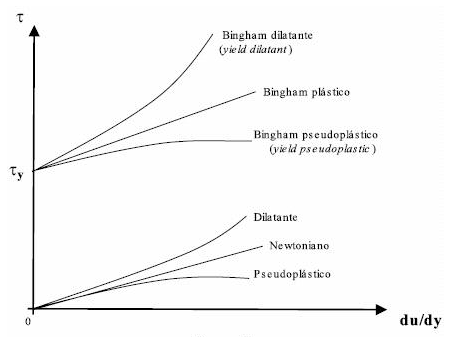 τ
Bingham dilatante
(yield dilatant)
Bingham plástico
Bingham pseudoplástico
(yield pseudoplastic)
τy
Dilatante
Newtoniano
Pseudoplástico
0
du/dy